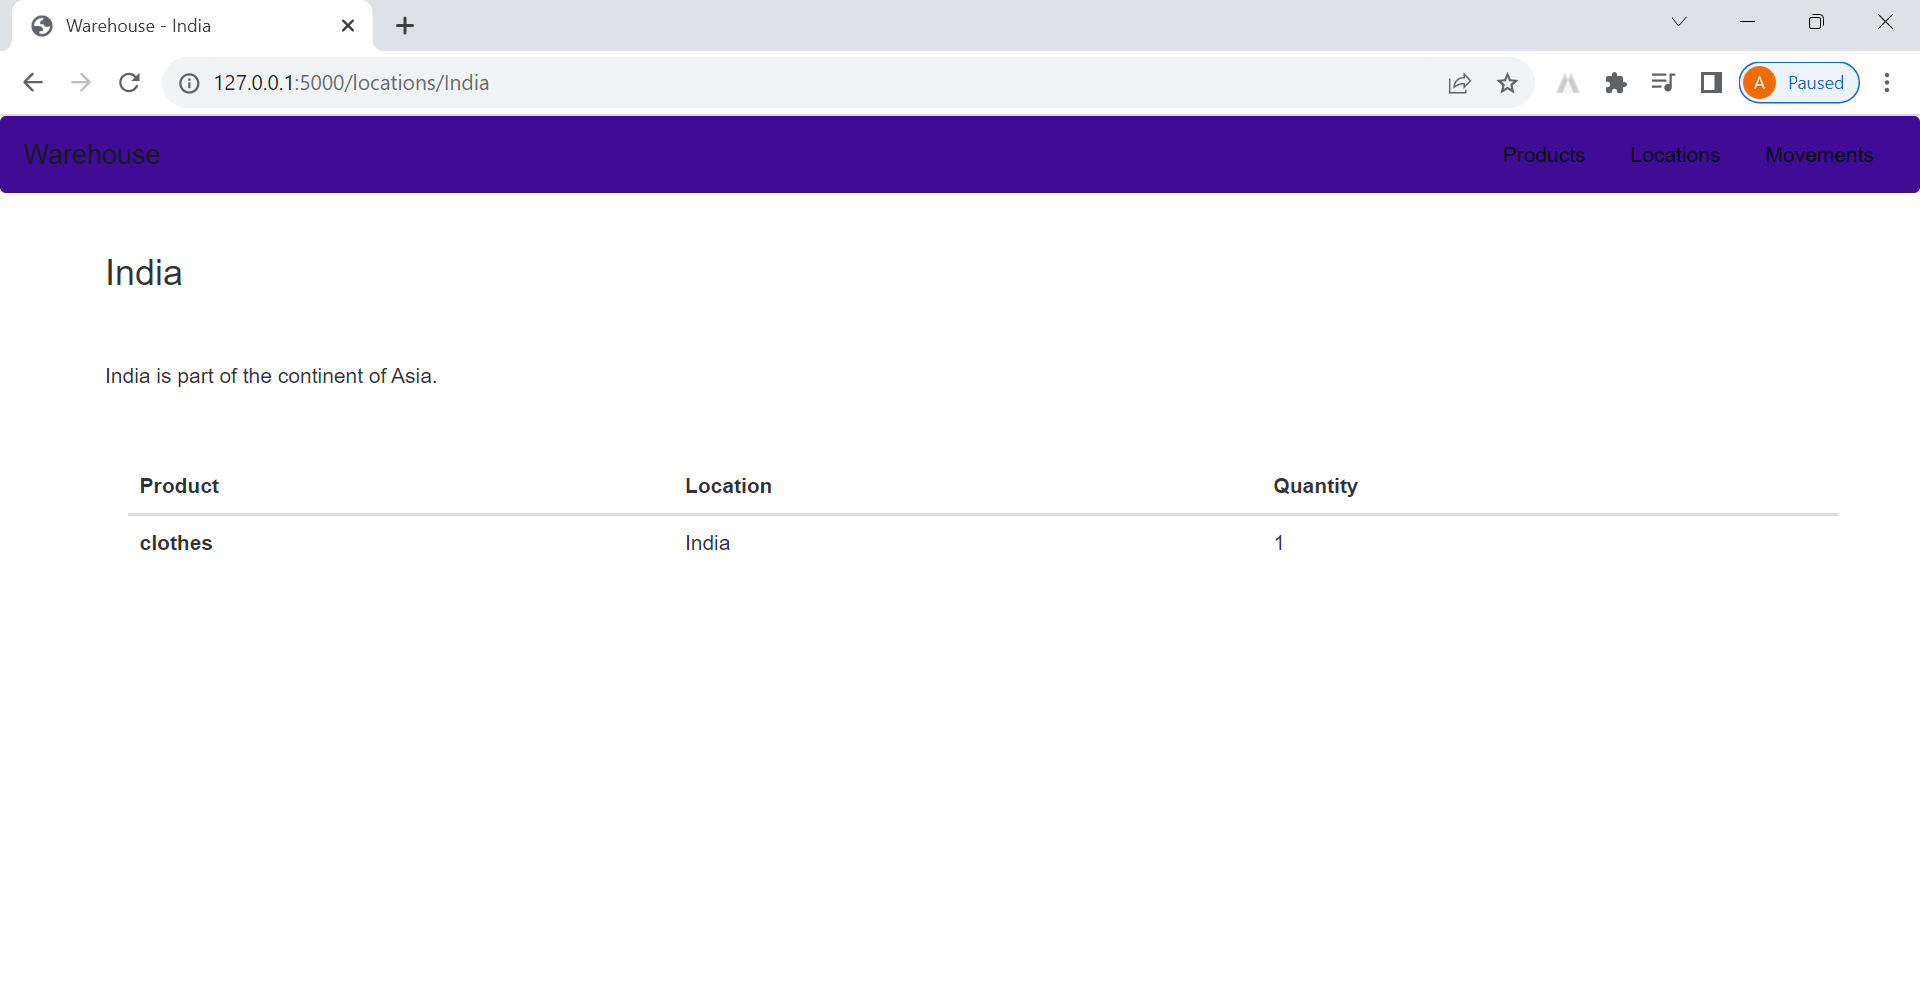 Warehouse - India
127.0.0.1:5000/locations/India
A Paused
Warehouse Products Locations Movements
India
India is part of the continent of Asia.
Product Location Quantity
clothes India 1